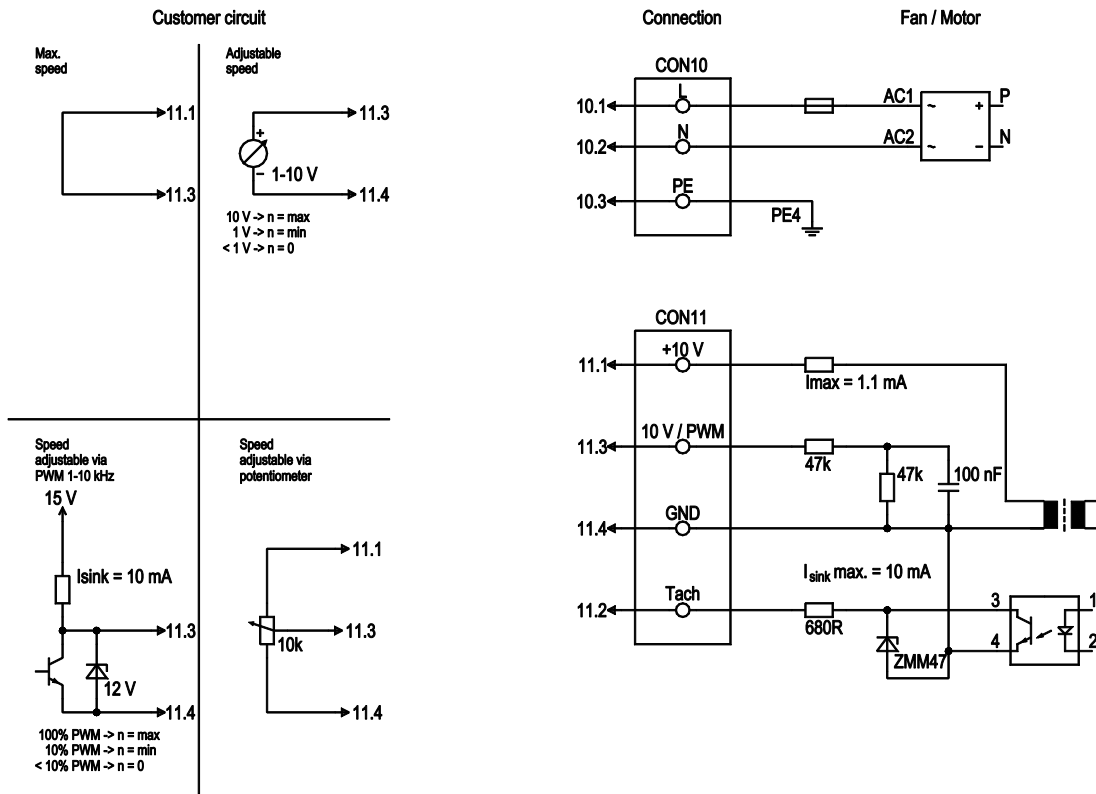 Customer circuit
Connection
Fan / Motor
Max.
speed
11.1
11.3
Adjustable
speed
11.3
+
−
1-10 V
11.4
10 V -> n = max
1 V -> n = min
< 1 V -> n = 0
CON10
10.1
L
AC1
~
+
P
10.2
N
AC2
~
−
N
10.3
PE
PE4
CON11
11.1
+10 V
Imax = 1.1 mA
11.3
10 V / PWM
47k
47k
100 nF
11.4
GND
Isink max. = 10 mA
11.2
Tach
680R
ZMM47
3
4
1
2
Speed
adjustable via
PWM 1-10 kHz
15 V
Isink = 10 mA
11.3
12 V
11.4
100% PWM -> n = max
10% PWM -> n = min
< 10% PWM -> n = 0
Speed
adjustable via
potentiometer
11.1
11.3
10k
11.4